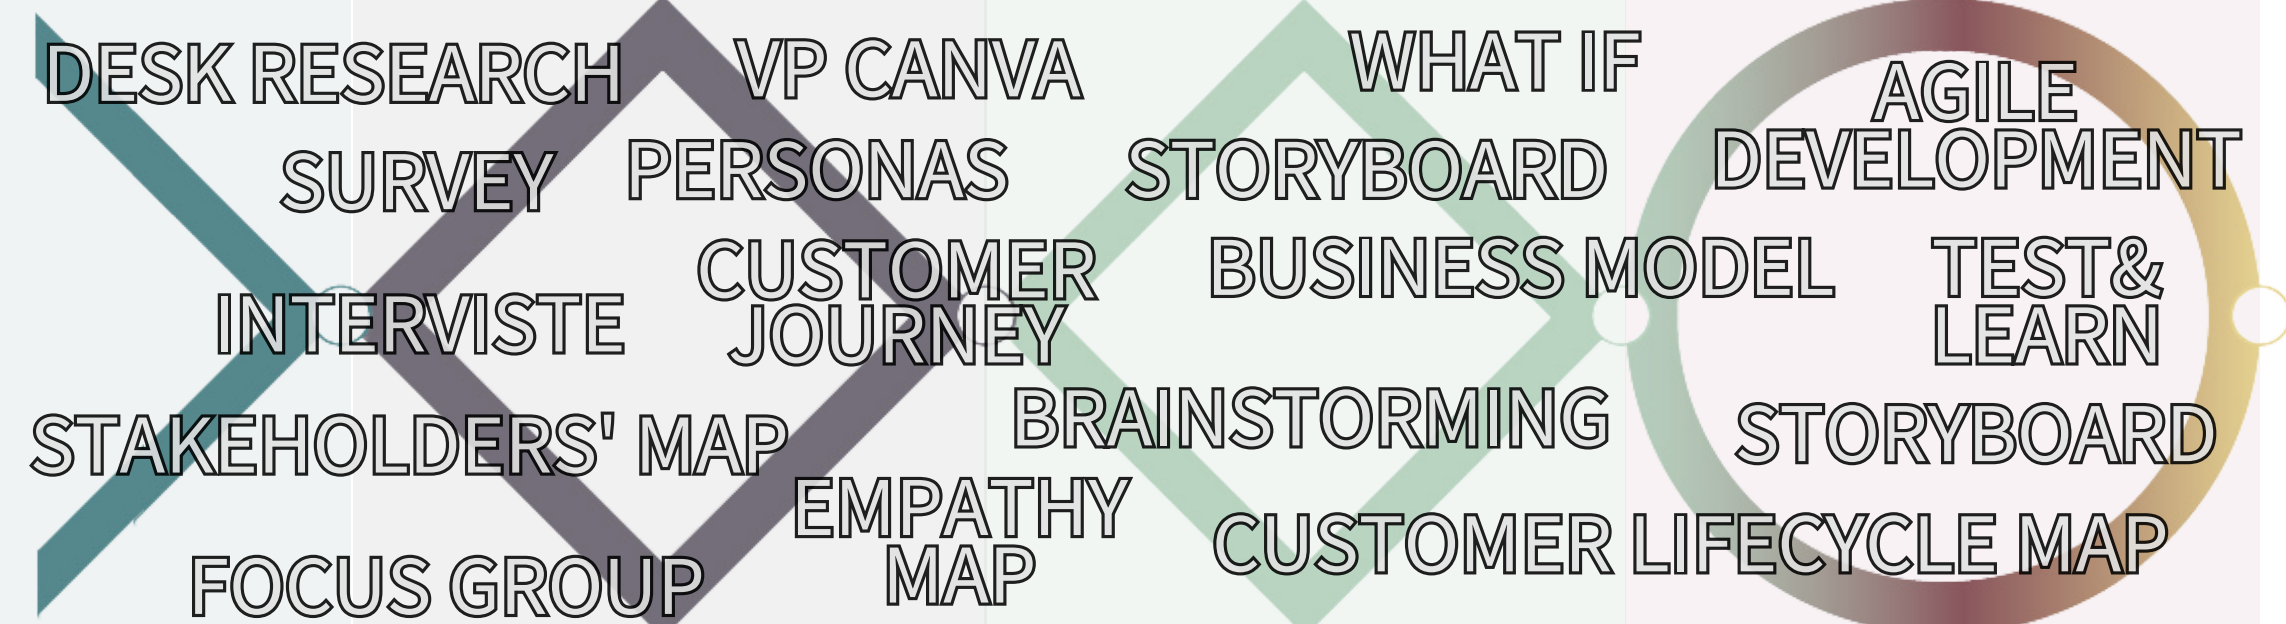 DESK RESEARCH
SURVEY
INTERVISTE
STAKEHOLDERS' MAP
FOCUS GROUP
VP CANVA
PERSONAS
CUSTOMER
JOURNEY
EMPATHY
MAP
WHAT IF
STORYBOARD
BUSINESS MODEL
BRAINSTORMING
CUSTOMER LIFECYCLE MAP
AGILE
DEVELOPMENT
TEST&
LEARN
STORYBOARD